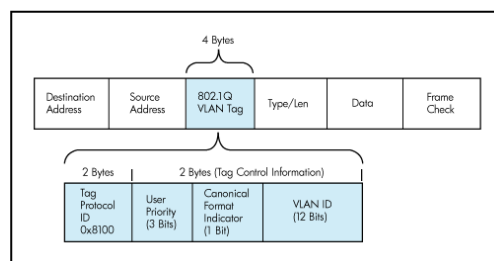 4 Bytes
Destination
Address
Source
Address
802.1Q
VLAN Tag
Type/Len
Data
Frame
Check
2 Bytes
2 Bytes (Tag Control Information)
Tag
Protocol
ID
0x8100
User
Priority
(3 Bits)
Canonical
Format
Indicator
(1 Bit)
VLAN ID
(12 Bits)